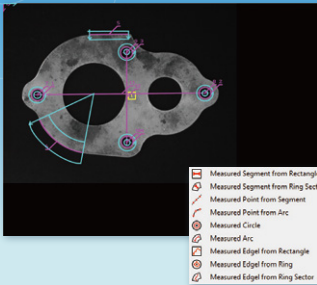 Measured Segment from Rectangle
Measured Segment from Ring Sect
Measured Point from Segment
Measured Point from Arc
Measured Circle
Measured Arc
Measured Edgel from Rectangle
Measured Edgel from Ring
Measured Edgel from Ring Sector